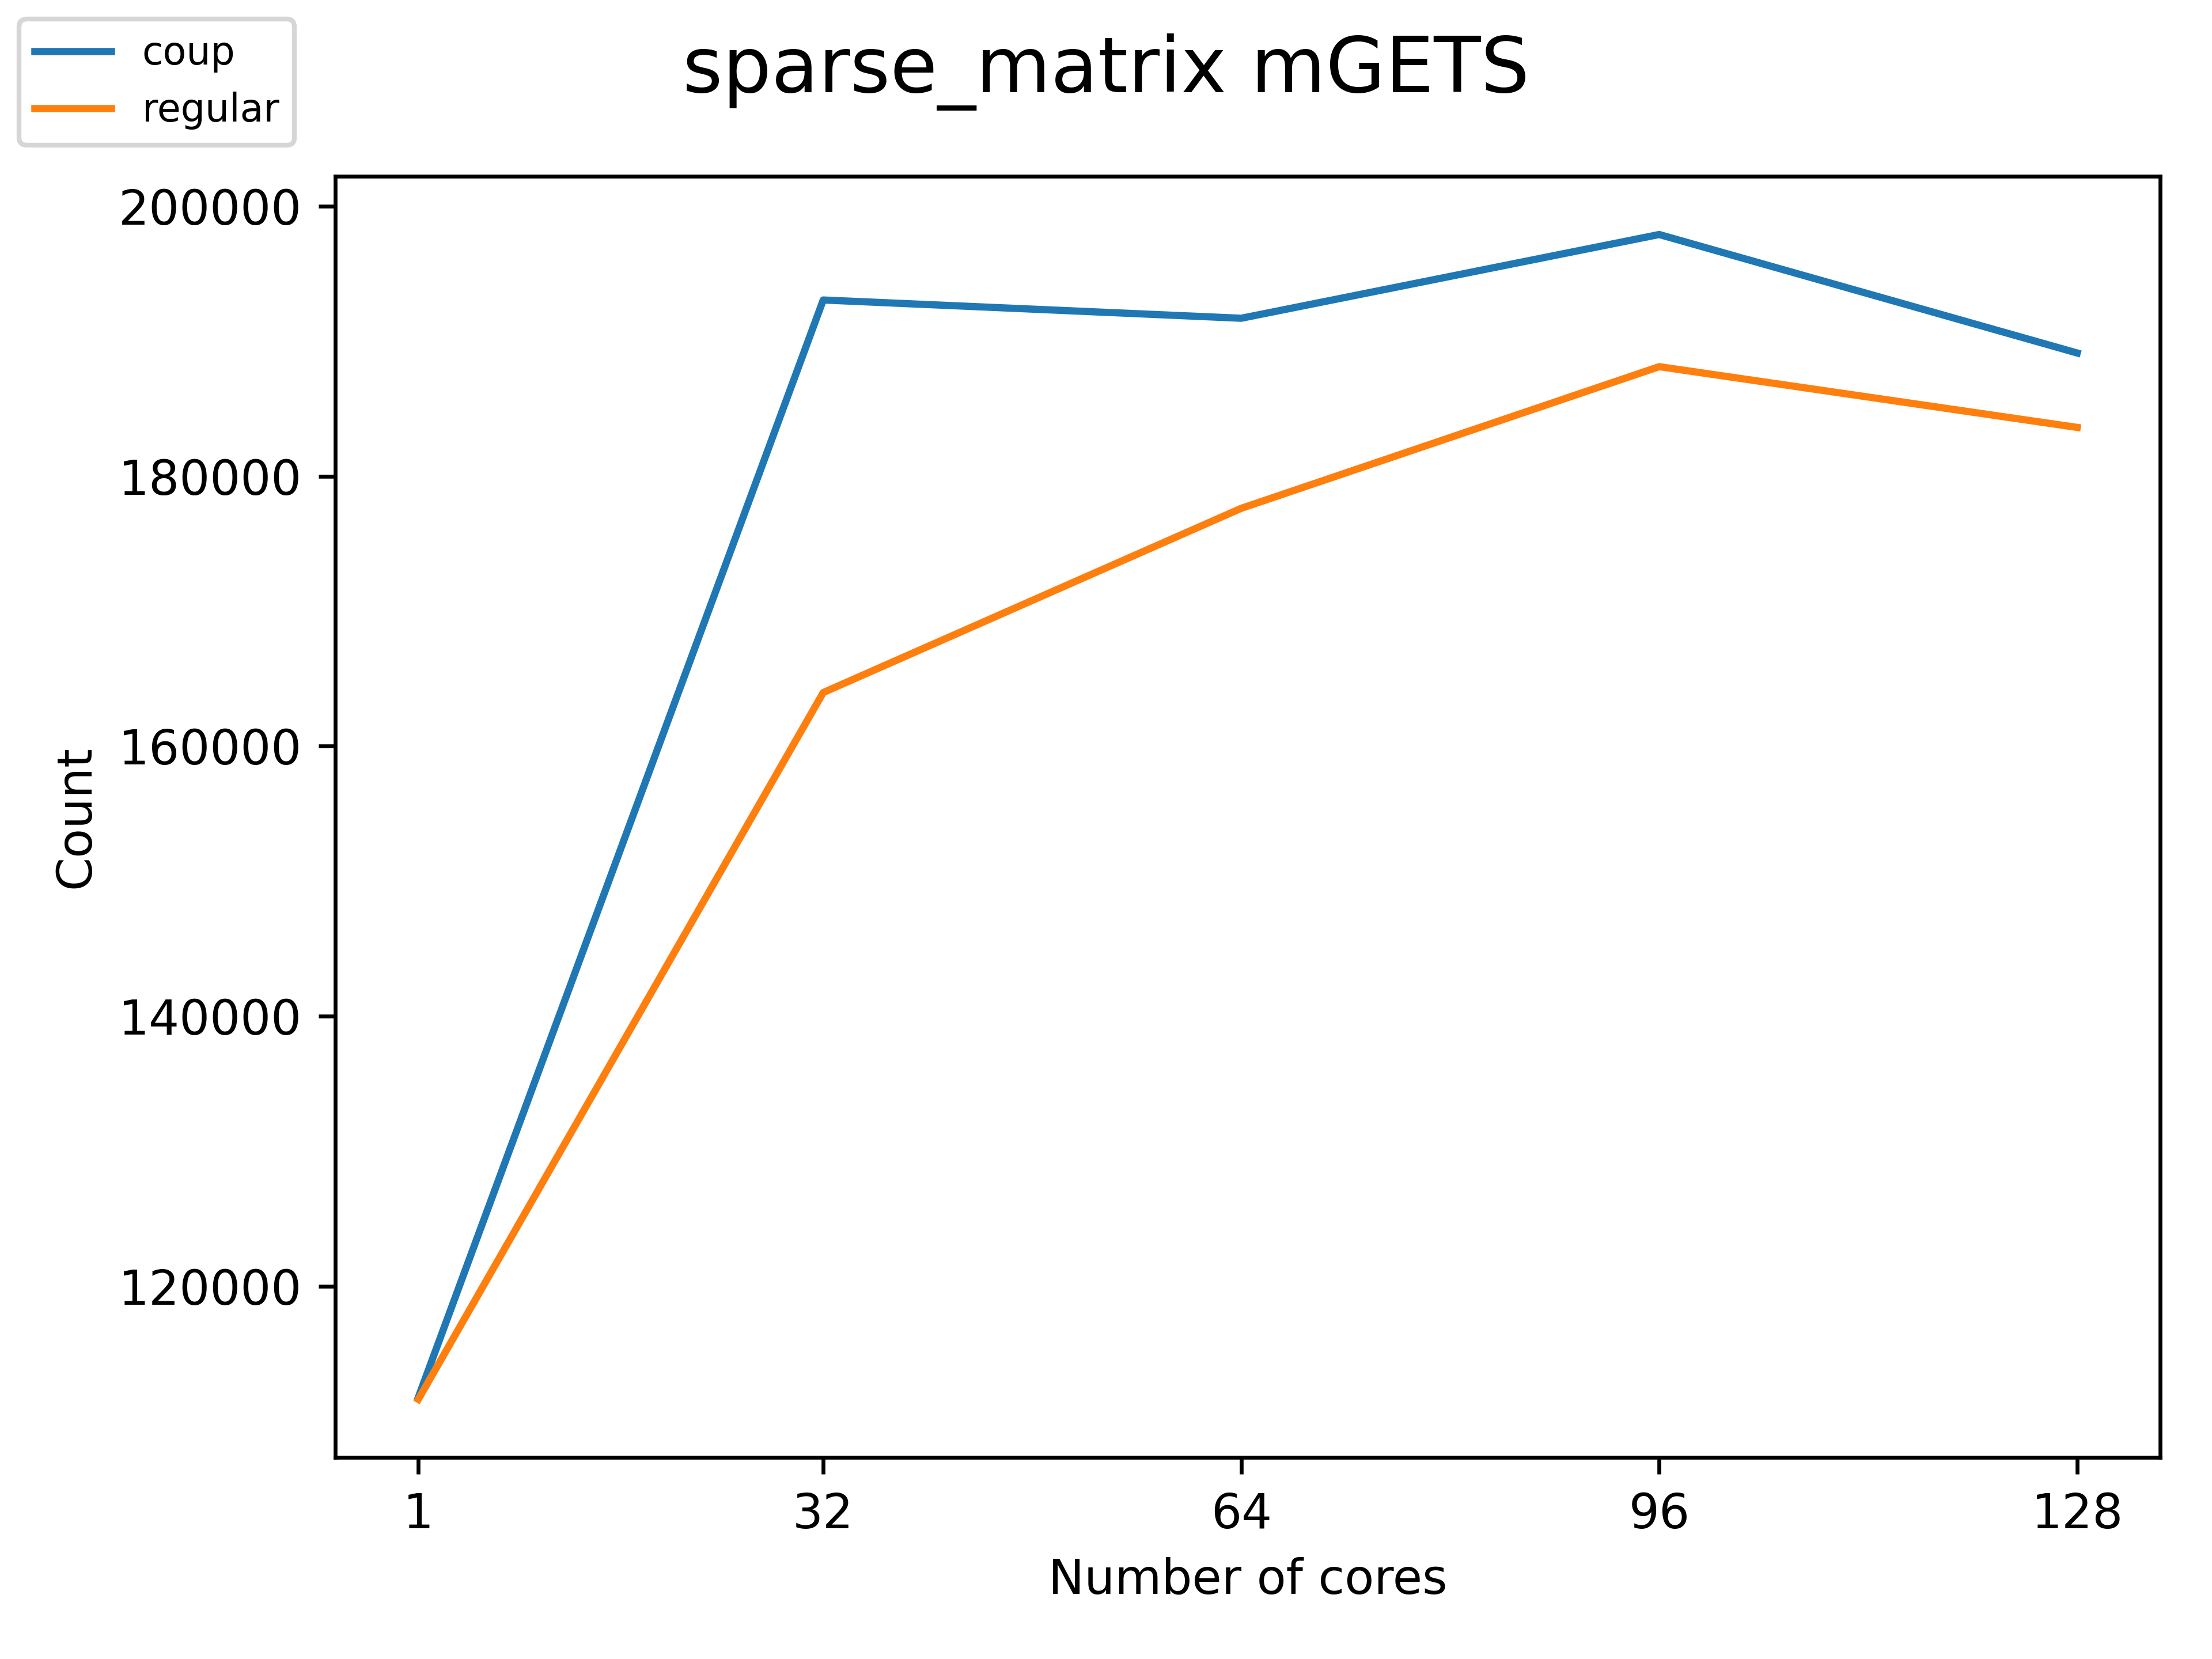 coup
regular
sparse_matrix mGETS
200000
180000
160000
140000
120000
Count
1 32 64 96 128
Number of cores